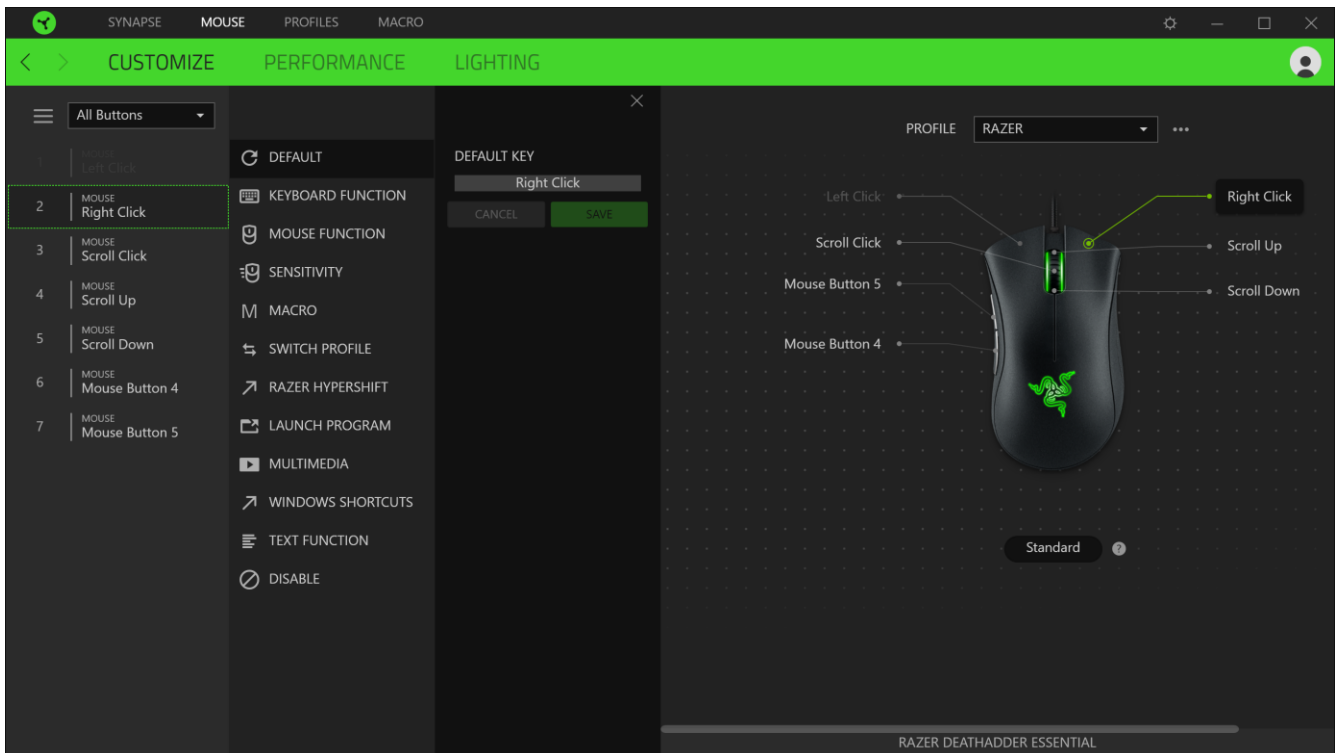 SYNAPSE MOUSE PROFILES MACRO
CUSTOMIZE PERFORMANCE LIGHTING
All Buttons
1 MOUSE
Left Click
2 MOUSE
Right Click
3 MOUSE
Scroll Click
4 MOUSE
Scroll Up
5 MOUSE
Scroll Down
6 MOUSE
Mouse Button 4
7 MOUSE
Mouse Button 5
DEFAULT
KEYBOARD FUNCTION
MOUSE FUNCTION
SENSITIVITY
MACRO
SWITCH PROFILE
RAZER HYPERSHIFT
LAUNCH PROGRAM
MULTIMEDIA
WINDOWS SHORTCUTS
TEXT FUNCTION
DISABLE
DEFAULT KEY
Right Click
CANCEL SAVE
PROFILE RAZER
Left Click
Right Click
Scroll Click
Scroll Up
Mouse Button 5
Scroll Down
Mouse Button 4
Standard ?
RAZER DEATHADDER ESSENTIAL